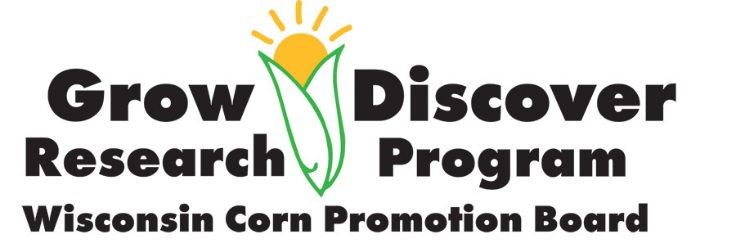 Grow Discover
Research Program
Wisconsin Corn Promotion Board